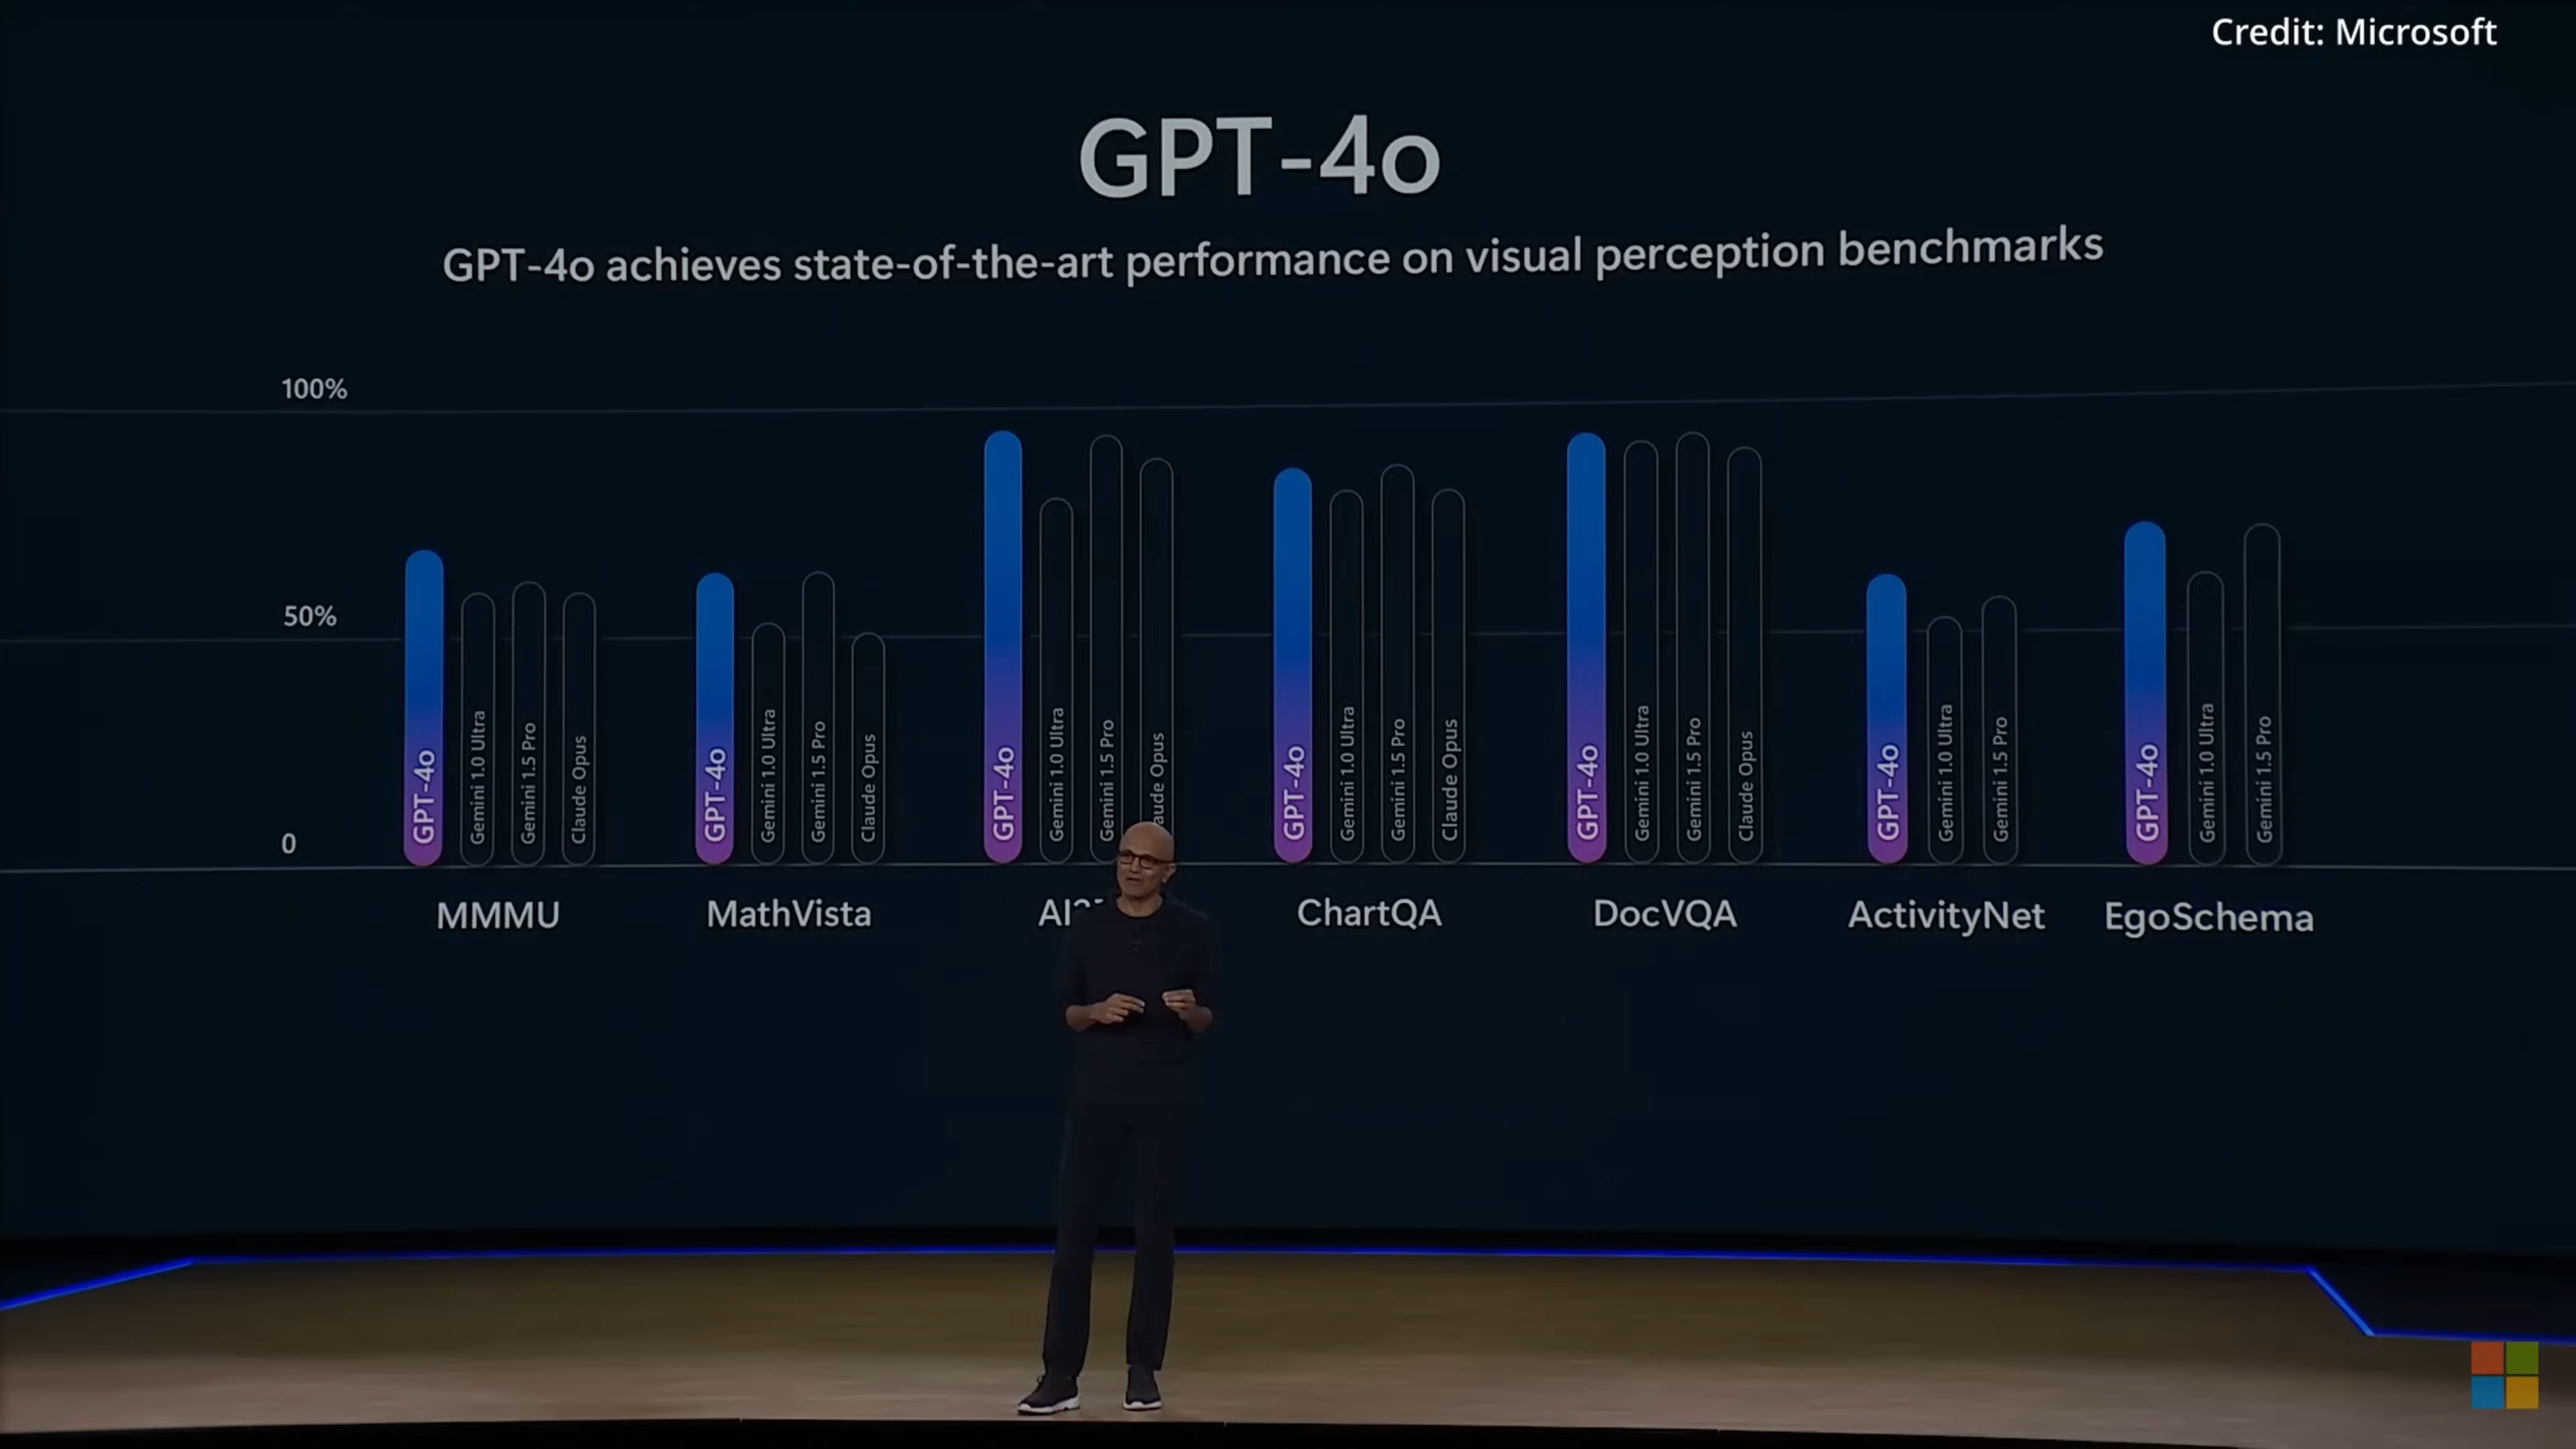 Credit: Microsoft
GPT-4o
GPT-4o achieves state-of-the-art performance on visual perception benchmarks
100%
50%
0
GPT-4o
Gemini 1.0 Ultra
Gemini 1.5 Pro
Claude Opus
MMMU
GPT-4o
Gemini 1.0 Ultra
Gemini 1.5 Pro
Claude Opus
MathVista
GPT-4o
Gemini 1.0 Ultra
Gemini 1.5 Pro
Opus
GPT-4o
Gemini 1.0 Ultra
Gemini 1.5 Pro
Claude Opus
ChartQA
GPT-4o
Gemini 1.0 Ultra
Gemini 1.5 Pro
Claude Opus
DocVQA
GPT-4o
Gemini 1.0 Ultra
Gemini 1.5 Pro
ActivityNet
GPT-4o
Gemini 1.0 Ultra
Gemini 1.5 Pro
EgoSchema